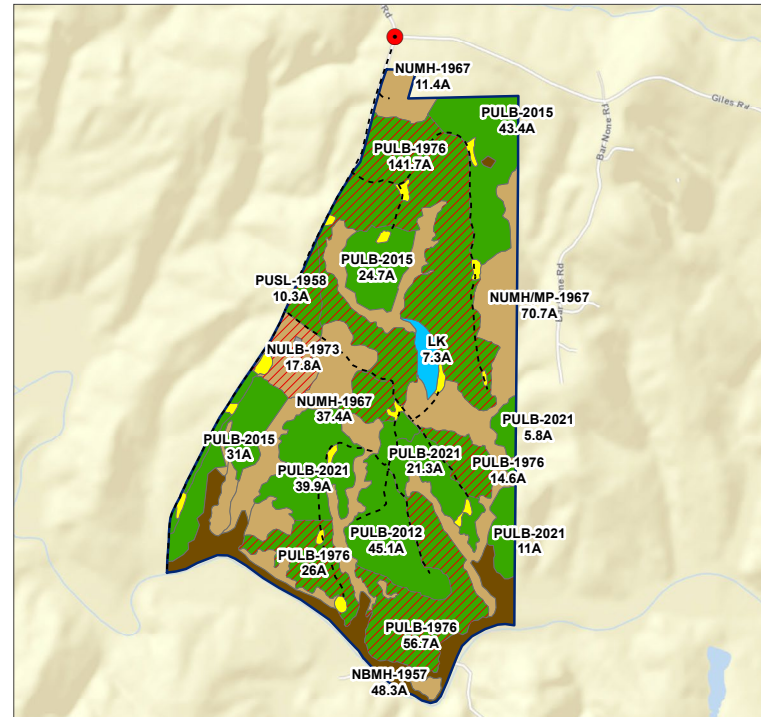 Rd
NUMH-1967
11.4A
Giles Rd
PULB-2015
43.4A
Bar None Rd
PULB-1976
141.7A
PULB-2015
24.7A
PUSL-1958
10.3A
NUMH/MP-1967
70.7A
Bar None Rd
LK
7.3A
NULB-1973
17.8A
NUMH-1967
37.4A
PULB-2021
5.8A
PULB-2015
31A
PULB-2021
21.3A
PULB-1976
14.6A
PULB-2021
39.9A
PULB-2012
45.1A
PULB-2021
11A
PULB-1976
26A
PULB-1976
56.7A
NBMH-1957
48.3A